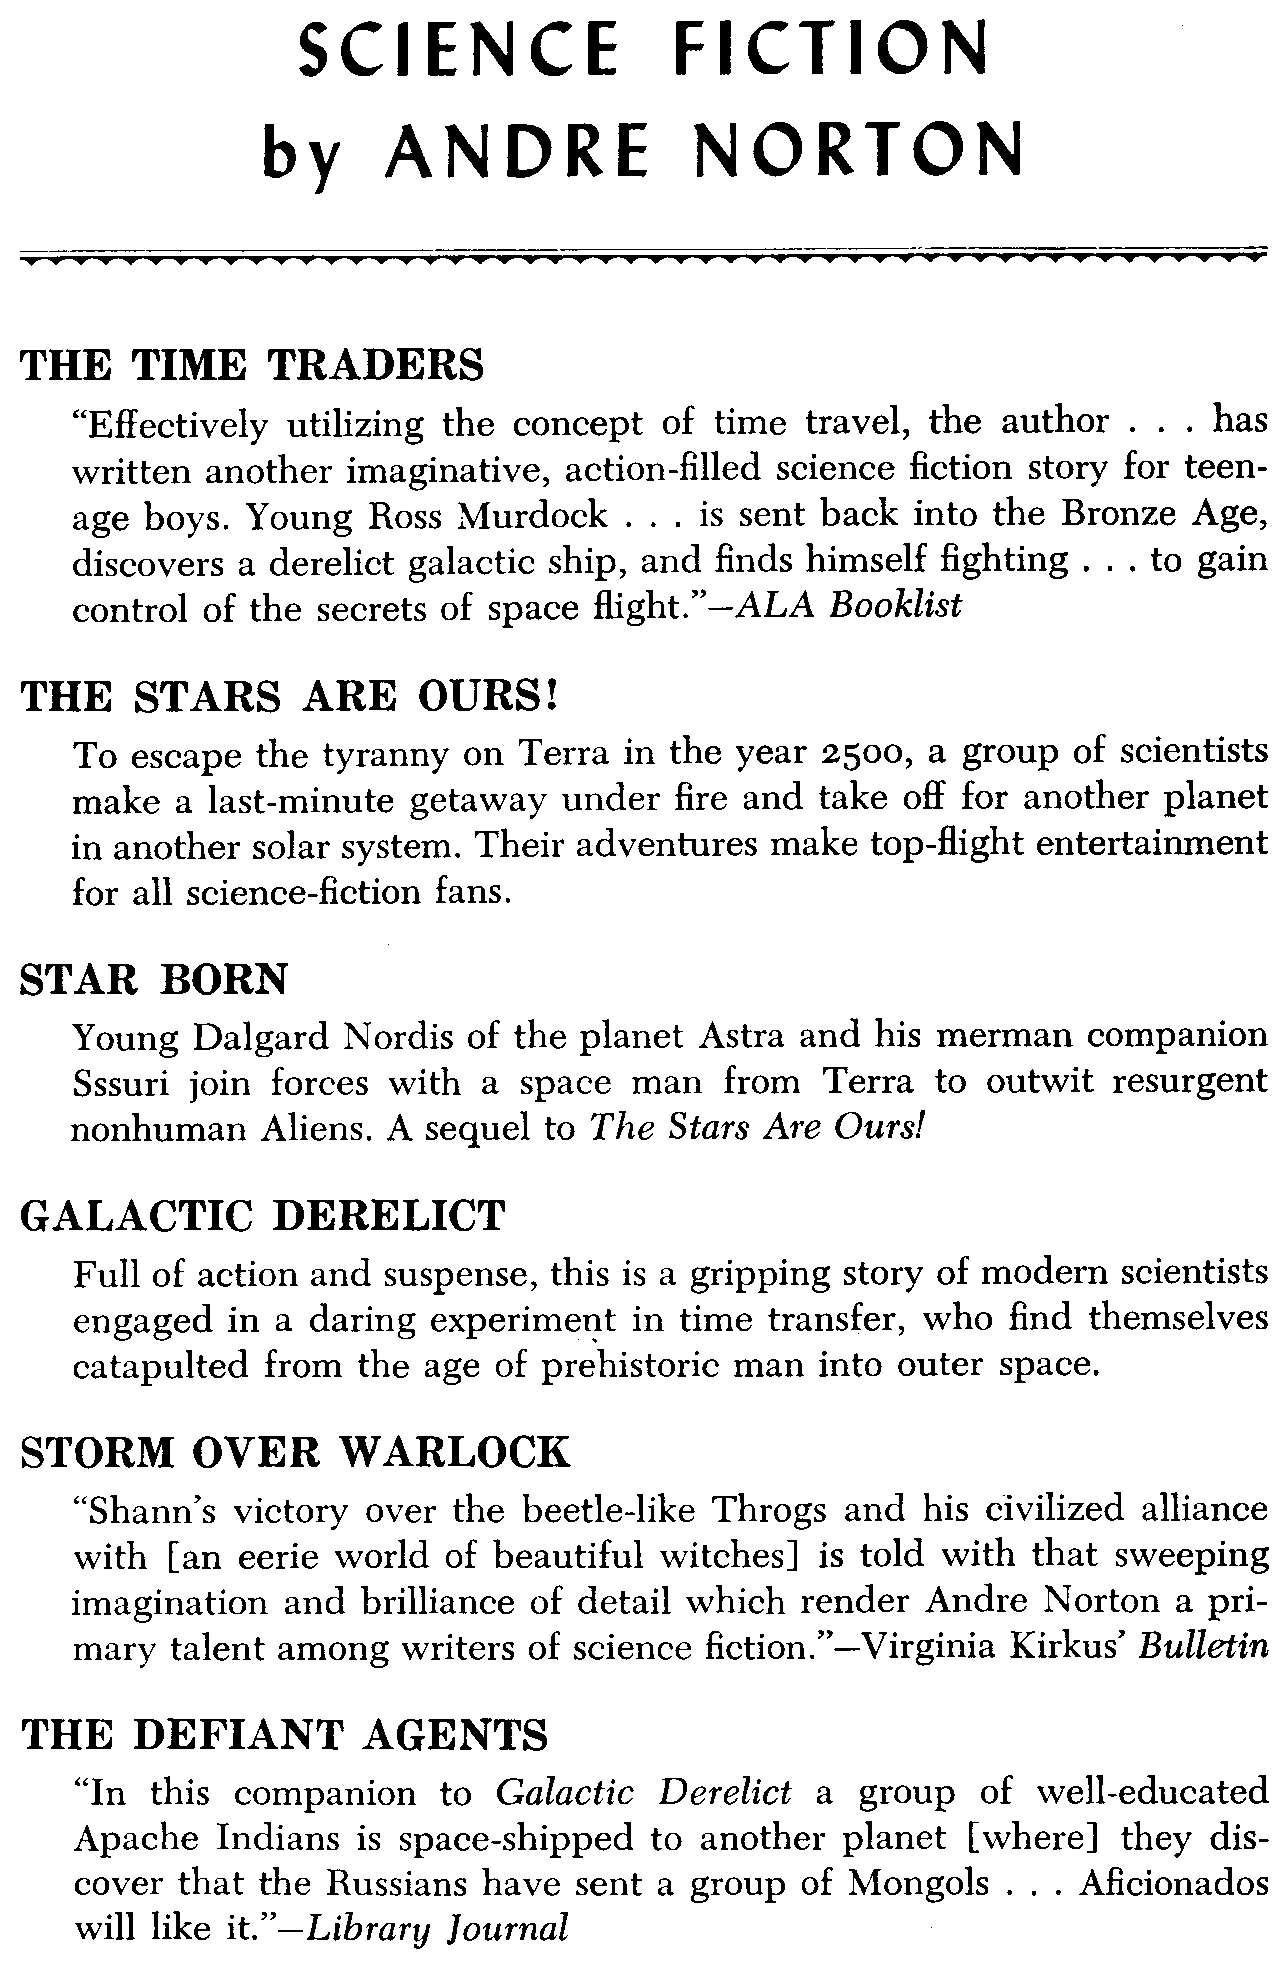 SCIENCE FICTION
by ANDRE NORTON
THE TIME TRADERS
“Effectively utilizing the concept of time travel, the author . . . has
written another imaginative, action-filled science fiction story for teen-
age boys. Young Ross Murdock . . . is sent back into the Bronze Age,
discovers a derelict galactic ship, and finds himself fighting . . . to gain
control of the secrets of space flight.”—ALA Booklist
THE STARS ARE OURS!
To escape the tyranny on Terra in the year 2500, a group of scientists
make a last-minute getaway under fire and take off for another planet
in another solar system. Their adventures make top-flight entertainment
for all science-fiction fans.
STAR BORN
Young Dalgard Nordis of the planet Astra and his merman companion
Sssuri join forces with a space man from Terra to outwit resurgent
nonhuman Aliens. A sequel to The Stars Are Ours!
GALACTIC DERELICT
Full of action and suspense, this is a gripping story of modern scientists
engaged in a daring experiment in time transfer, who find themselves
catapulted from the age of prehistoric man into outer space.
STORM OVER WARLOCK
“Shann’s victory over the beetle-like Throgs and his civilized alliance
with [an eerie world of beautiful witches] is told with that sweeping
imagination and brilliance of detail which render Andre Norton a pri-
mary talent among writers of science fiction.”—Virginia Kirkus’ Bulletin
THE DEFIANT AGENTS
“In this companion to Galactic Derelict a group of well-educated
Apache Indians is space-shipped to another planet [where] they dis-
cover that the Russians have sent a group of Mongols . . . Aficionados
will like it.”—Library Journal